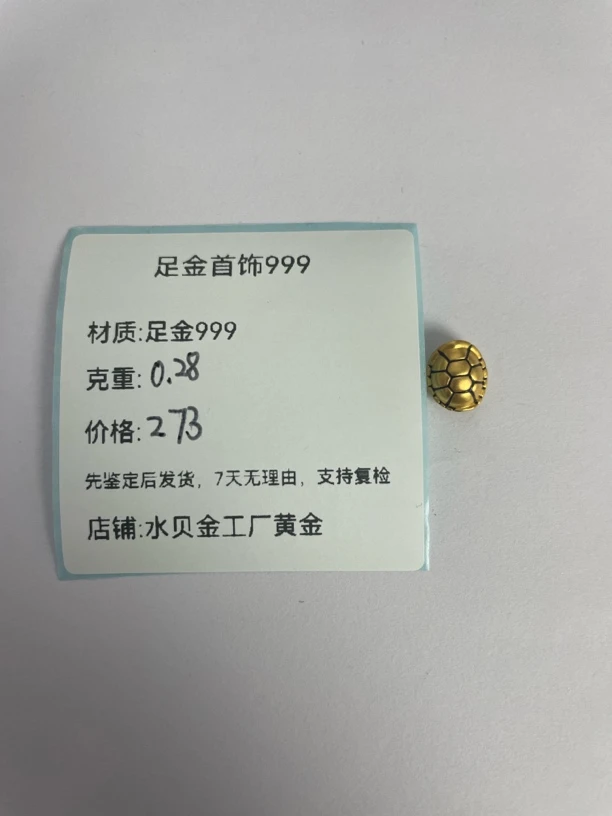 足金首饰999
材质:足金999
克重:0.28
价格:273
先鉴定后发货，7天无理由，支持复检
店铺:水贝金工厂黄金